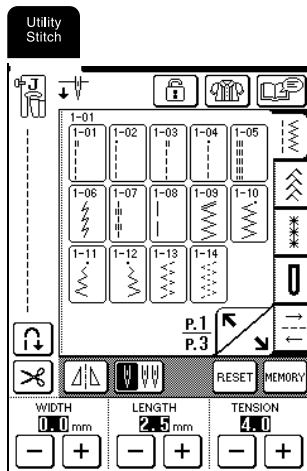 Utility
Stitch
J
1-01
1-01 1-02 1-03 1-04 1-05
1-06 1-07 1-08 1-09 1-10
1-11 1-12 1-13 1-14
P.1
P.3
RESET MEMORY
WIDTH LENGTH TENSION
0.0 mm 2.5 mm 4.0
− + − + − +